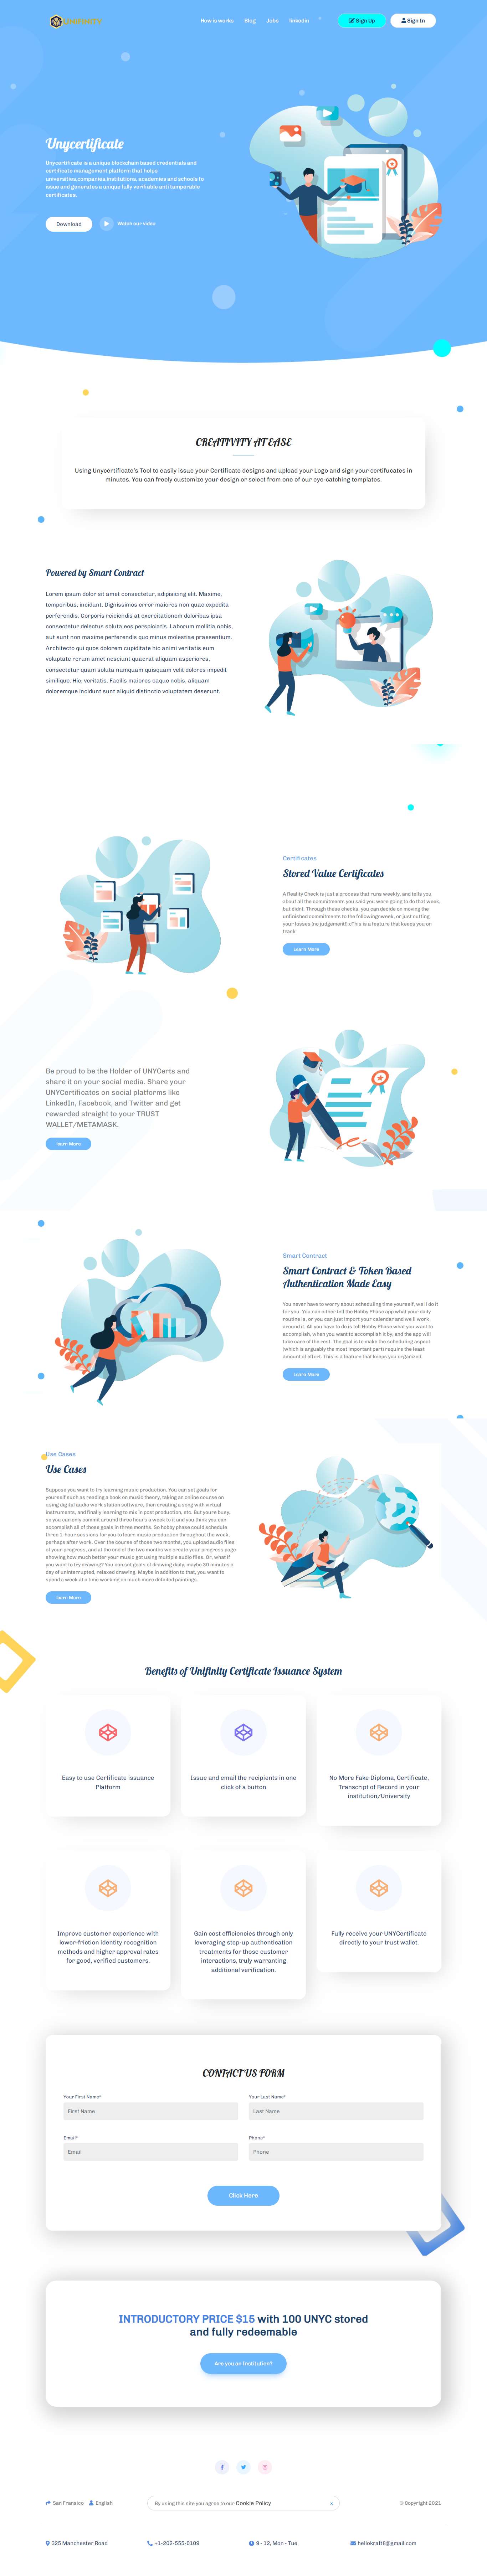 How is works
Blog
Jobs
linkedin
Sign Up
Sign In
Unycertificate
Unycertificate is a unique blockchain based credentials and
certificate management platform that helps
universities,companies,institutions, academies and schools to
issue and generates a unique fully verifiable anti tamperable
certificates.
Download
Watch our video
CREATIVITY AT EASE
Using Unycertificate's Tool to easily issue your Certificate designs and upload your Logo and sign your certifucates in
minutes. You can freely customize your design or select from one of our eye-catching templates.
Powered by Smart Contract
Lorem ipsum dolor sit amet consectetur, adipisicing elit. Maxime,
temporibus, incidunt. Dignissimos error maiores non quae expedita
perferendis. Corporis reiciendis at exercitationem doloribus ipsa
consectetur delectus soluta eos perspiciatis. Laborum mollitia nobis,
aut sunt non maxime perferendis quo minus molestiae praesentium.
Architecto qui quos dolorem cupiditate hic animi veritatis eum
voluptate rerum amet nesciunt quaerat aliquam asperiores,
consectetur quam soluta numquam quisquam velit dolores impedit
similique. Hic, veritatis. Facilis maiores eaque nobis, aliquam
doloremque incidunt sunt aliquid distinctio voluptatem deserunt.
Certificates
Stored Value Certificates
A Reality Check is just a process that runs weekly, and tells you
about all the commitments you said you were going to do that week,
but didnt. Through these checks, you can decide on moving the
unfinished commitments to the followingweek, or just cutting
your losses (no judgement!).cThis is a feature that keeps you on
track
Learn More
Be proud to be the Holder of UNYCerts and
share it on your social media. Share your
UNYCertificates on social platforms like
LinkedIn, Facebook, and Twitter and get
rewarded straight to your TRUST
WALLET/METAMASK.
learn More
Smart Contract
Smart Contract & Token Based
Authentication Made Easy
You never have to worry about scheduling time yourself, we ll do it
for you. You can either tell the Hobby Phase app what your daily
routine is, or you can just import your calendar and we ll work
around it. All you have to do is tell Hobby Phase what you want to
accomplish, when you want to accomplish it by, and the app will
take care of the rest. The goal is to make the scheduling aspect
(which is arguably the most important part) require the least
amount of effort. This is a feature that keeps you organized.
Learn More
Use Cases
Use Cases
Suppose you want to try learning music production. You can set goals for
yourself such as reading a book on music theory, taking an online course on
using digital audio work station software, then creating a song with virtual
instruments, and finally learning to mix in post production, etc. But youre busy,
so you can only commit around three hours a week to it and you think you can
accomplish all of those goals in three months. So hobby phase could schedule
three 1-hour sessions for you to learn music production throughout the week,
perhaps after work. Over the course of those two months, you upload audio files
of your progress, and at the end of the two months we create your progress page
showing how much better your music got using multiple audio files. Or, what if
you want to try drawing? You can set goals of drawing daily, maybe 30 minutes a
day of uninterrupted, relaxed drawing. Maybe in addition to that, you want to
spend a week at a time working on much more detailed paintings.
learn More
Benefits of Unifinity Certificate Issuance System
Easy to use Certificate issuance
Platform
Issue and email the recipients in one
click of a button
No More Fake Diploma, Certificate,
Transcript of Record in your
institution/University
Improve customer experience with
lower-friction identity recognition
methods and higher approval rates
for good, verified customers.
Gain cost efficiencies through only
leveraging step-up authentication
treatments for those customer
interactions, truly warranting
additional verification.
Fully receive your UNYCertificate
directly to your trust wallet.
CONTACT US FORM
Your First Name*
Your Last Name*
First Name
Last Name
Email*
Phone*
Email
Phone
Click Here
INTRODUCTORY PRICE $15 with 100 UNYC stored
and fully redeemable
Are you an Institution?
San Fransico
English
By using this site you agree to our Cookie Policy
×
© Copyright 2021
325 Manchester Road
+1-202-555-0109
9 - 12, Mon - Tue
hellokraft8@gmail.com